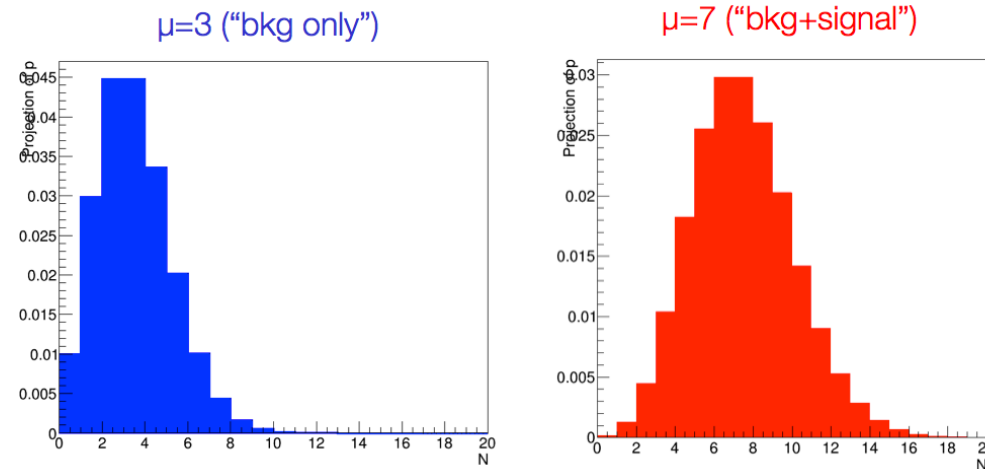 μ=3 (“bkg only”)
μ=7 (“bkg+signal”)
Projection of p
0.045
0.04
0.035
0.03
0.025
0.02
0.015
0.01
0.005
0
0 2 4 6 8 10 12 14 16 18 20
N
Projection of p
0.03
0.025
0.02
0.015
0.01
0.005
0
0 2 4 6 8 10 12 14 16 18
N